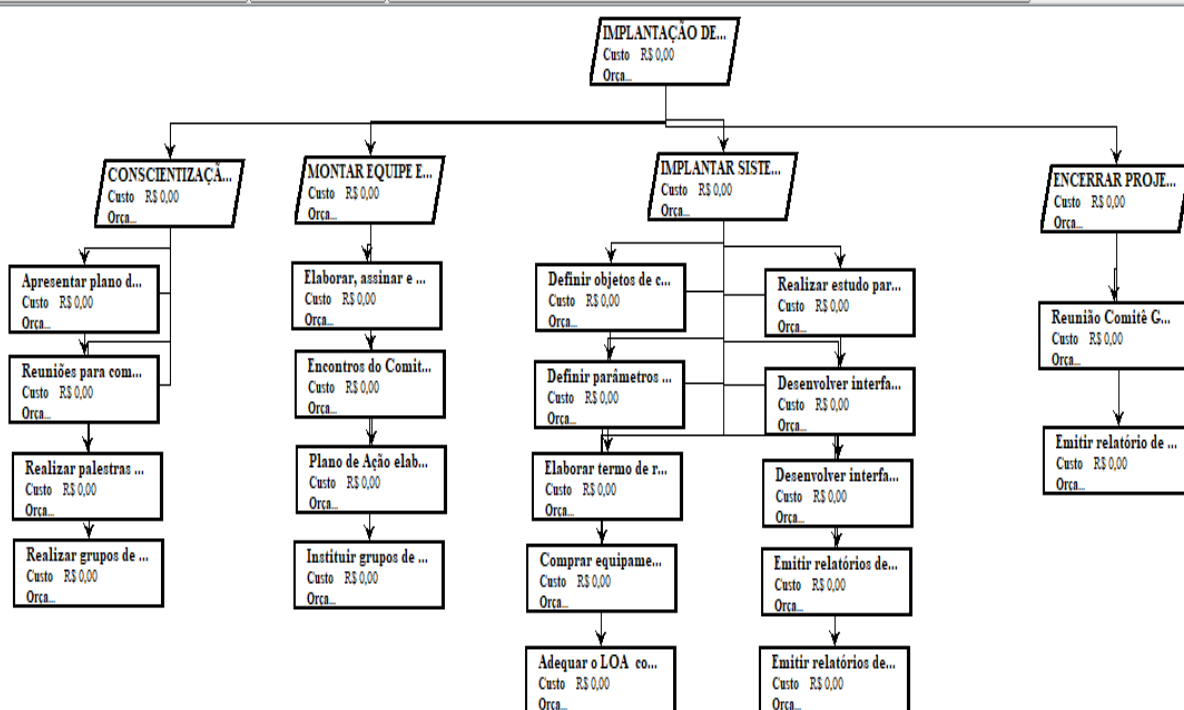 IMPLANTAÇÃO DE...
Custo R$ 0,00
Orça...
CONSCIENTIZAÇÃ...
Custo R$ 0,00
Orça...
MONTAR EQUIPE E...
Custo R$ 0,00
Orça...
IMPLANTAR SISTE...
Custo R$ 0,00
Orça...
ENCERRAR PROJE...
Custo R$ 0,00
Orça...
Apresentar plano d...
Custo R$ 0,00
Orça...
Reuniões para com...
Custo R$ 0,00
Orça...
Realizar palestras ...
Custo R$ 0,00
Orça...
Realizar grupos de ...
Custo R$ 0,00
Orça...
Elaborar, assinar e ...
Custo R$ 0,00
Orça...
Encontros do Comit...
Custo R$ 0,00
Orça...
Plano de Ação elab...
Custo R$ 0,00
Orça...
Instituir grupos de ...
Custo R$ 0,00
Orça...
Definir objetos de c...
Custo R$ 0,00
Orça...
Definir parâmetros ...
Custo R$ 0,00
Orça...
Elaborar termo de r...
Custo R$ 0,00
Orça...
Comprar equipame...
Custo R$ 0,00
Orça...
Adequar o LOA co...
Custo R$ 0,00
Orça...
Realizar estudo par...
Custo R$ 0,00
Orça...
Desenvolver interfa...
Custo R$ 0,00
Orça...
Desenvolver interfa...
Custo R$ 0,00
Orça...
Emitir relatórios de...
Custo R$ 0,00
Orça...
Emitir relatórios de...
Custo R$ 0,00
Orça...
Reunião Comitê G...
Custo R$ 0,00
Orça...
Emitir relatório de ...
Custo R$ 0,00
Orça...